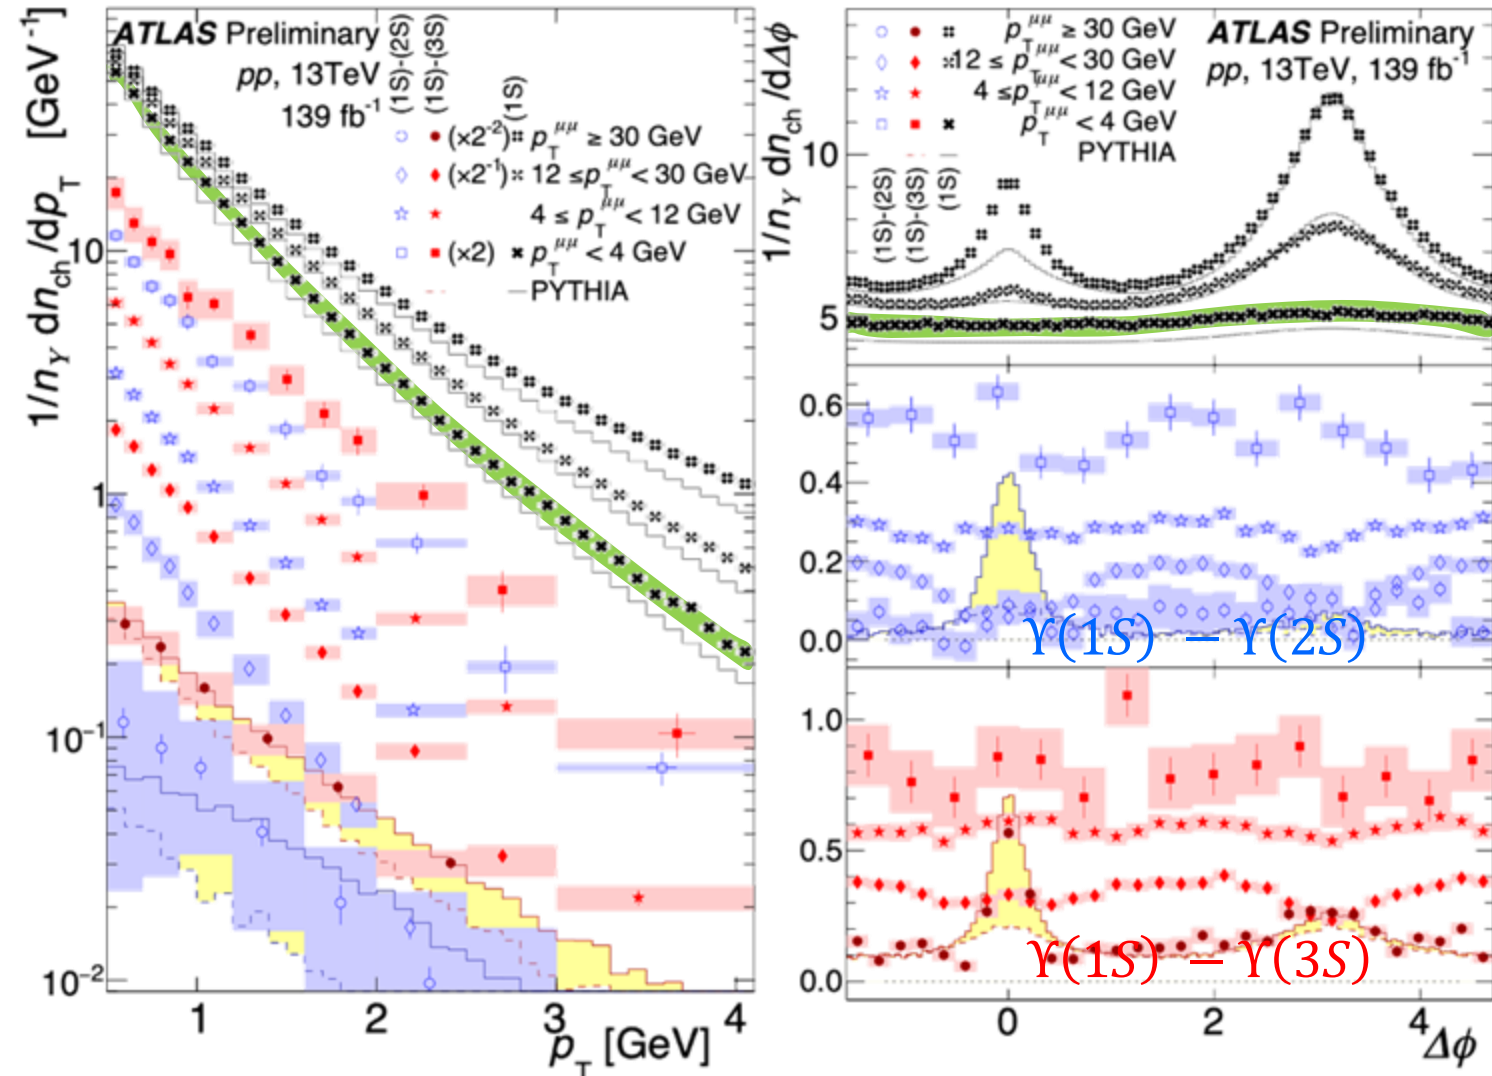 1/n_Υ dn_ch/dp_T [GeV⁻¹]
ATLAS Preliminary
pp, 13TeV
139 fb⁻¹
(1S)-(2S)
(1S)-(3S)
(1S)
(×2⁻²) p_T^μμ ≥ 30 GeV
(×2⁻¹) 12 ≤ p_T^μμ < 30 GeV
4 ≤ p_T^μμ < 12 GeV
(×2) p_T^μμ < 4 GeV
PYTHIA
10
1
10⁻¹
10⁻²
1 2 3 4
p_T [GeV]
1/n_Υ dn_ch/dΔϕ
p_T^μμ ≥ 30 GeV
12 ≤ p_T^μμ < 30 GeV
4 ≤ p_T^μμ < 12 GeV
p_T^μμ < 4 GeV
PYTHIA
ATLAS Preliminary
pp, 13TeV, 139 fb⁻¹
(1S)-(2S)
(1S)-(3S)
(1S)
10
5
0.6
0.4
0.2
0.0
ϒ(1S) − ϒ(2S)
1.0
0.5
0.0
ϒ(1S) − ϒ(3S)
0 2 4
Δϕ